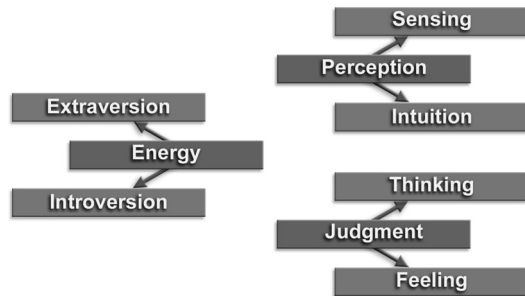 Extraversion
Energy
Introversion
Sensing
Perception
Intuition
Thinking
Judgment
Feeling